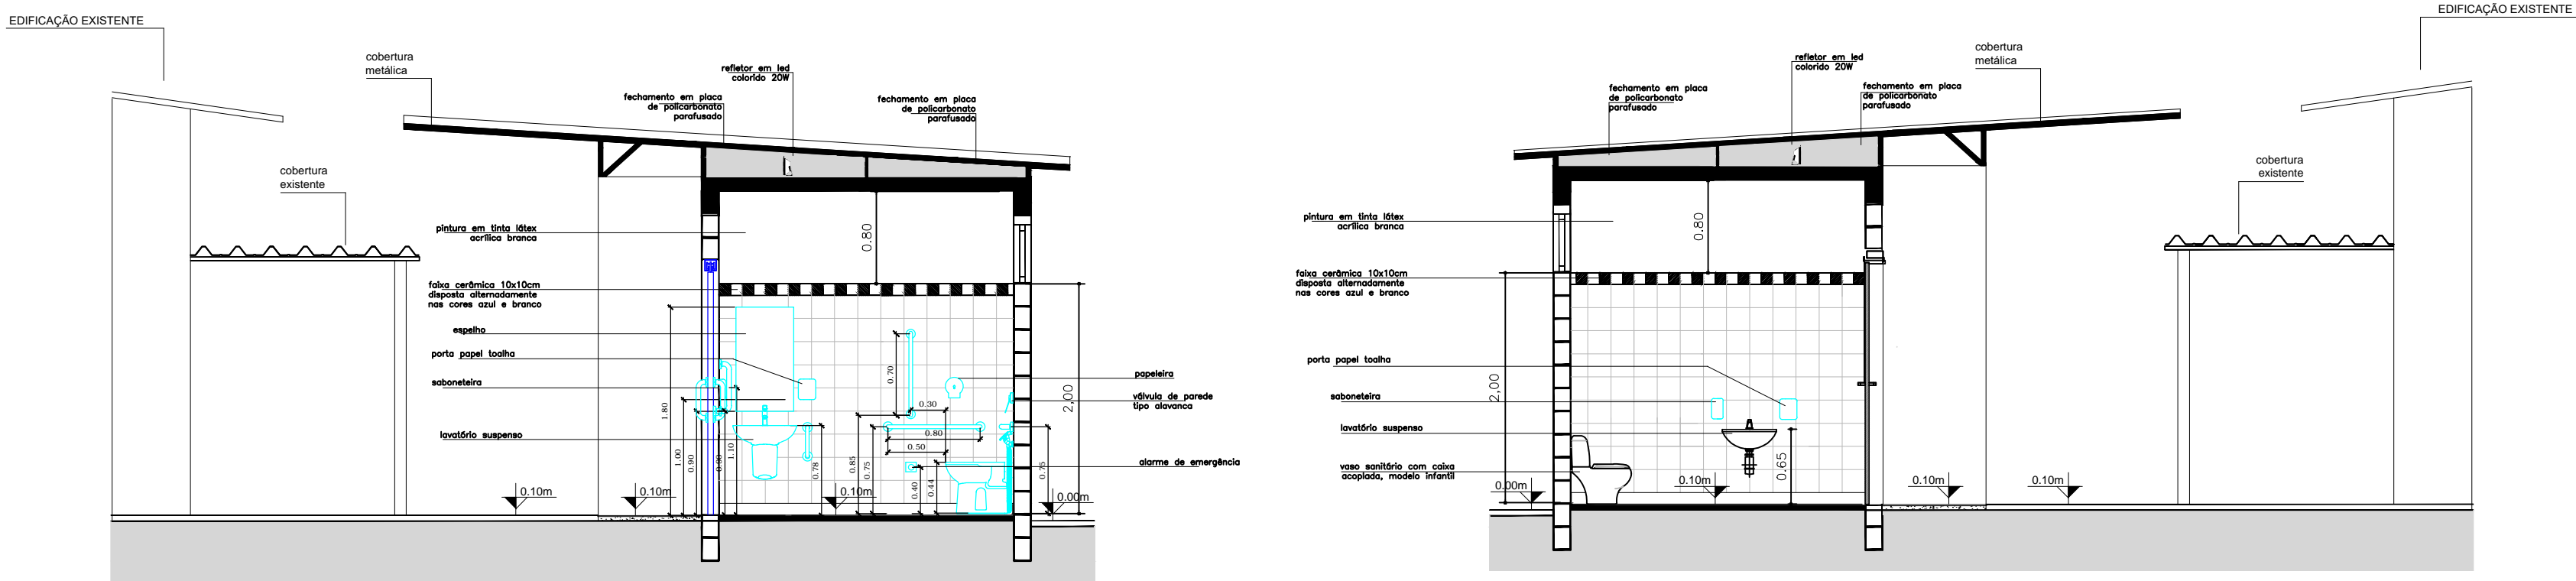 EDIFICAÇÃO EXISTENTE
cobertura
metálica
refletor em led
colorido 20W
fechamento em placa
de policarbonato
parafusado
fechamento em placa
de policarbonato
parafusado
cobertura
existente
pintura em tinta látex
acrílica branca
0.80
faixa cerâmica 10x10cm
disposta alternadamente
nas cores azul e branco
espelho
porta papel toalha
saboneteira
lavatório suspenso
1.80
1.00
0.90
0.90
1.10
0.78
0.85
0.75
0.70
0.30
0.80
0.50
0.40
0.44
0.75
2,00
papeleira
válvula de parede
tipo alavanca
alarme de emergência
0.10m
0.10m
0.10m
0.00m
EDIFICAÇÃO EXISTENTE
cobertura
metálica
refletor em led
colorido 20W
fechamento em placa
de policarbonato
parafusado
fechamento em placa
de policarbonato
parafusado
cobertura
existente
pintura em tinta látex
acrílica branca
0.80
faixa cerâmica 10x10cm
disposta alternadamente
nas cores azul e branco
porta papel toalha
2,00
saboneteira
lavatório suspenso
0.65
vaso sanitário com caixa
acoplada, modelo infantil
0.00m
0.10m
0.10m
0.10m